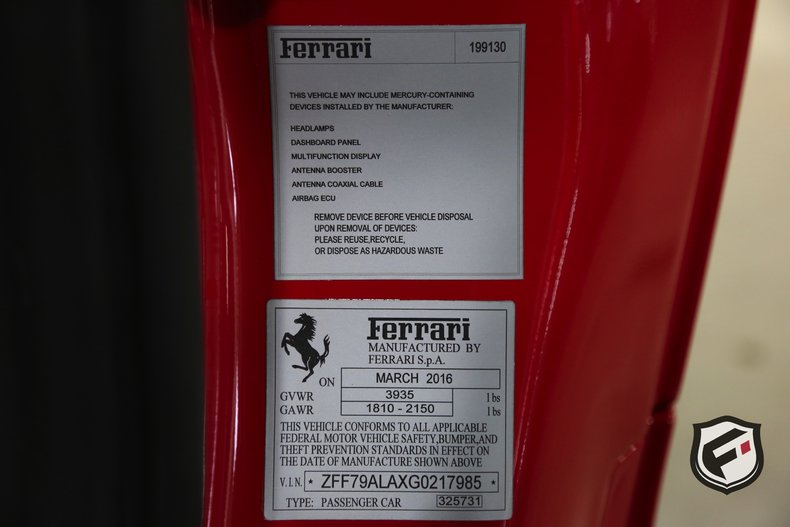 Ferrari 199130
THIS VEHICLE MAY INCLUDE MERCURY-CONTAINING
DEVICES INSTALLED BY THE MANUFACTURER:
HEADLAMPS
DASHBOARD PANEL
MULTIFUNCTION DISPLAY
ANTENNA BOOSTER
ANTENNA COAXIAL CABLE
AIRBAG ECU
REMOVE DEVICE BEFORE VEHICLE DISPOSAL
UPON REMOVAL OF DEVICES:
PLEASE REUSE,RECYCLE,
OR DISPOSE AS HAZARDOUS WASTE
Ferrari
MANUFACTURED BY
FERRARI S.p.A.
ON MARCH 2016
GVWR 3935 lbs
GAWR 1810 - 2150 lbs
THIS VEHICLE CONFORMS TO ALL APPLICABLE
FEDERAL MOTOR VEHICLE SAFETY,BUMPER,AND
THEFT PREVENTION STANDARDS IN EFFECT ON
THE DATE OF MANUFACTURE SHOWN ABOVE
V.I.N. * ZFF79ALAXG0217985 *
TYPE: PASSENGER CAR 325731